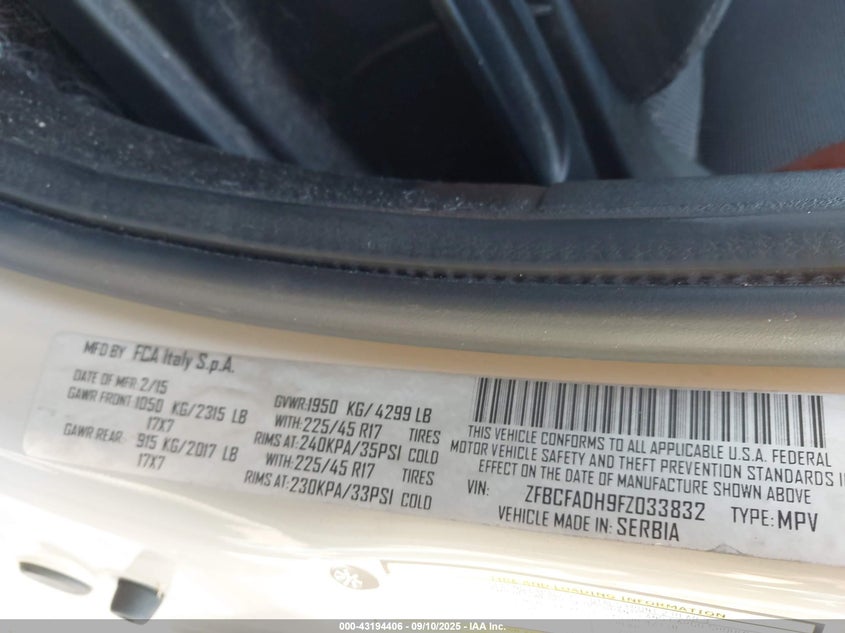 MFD BY FCA Italy S.p.A.
DATE OF MFR: 2/15
GAWR FRONT: 1050 KG/2315 LB
17X7
GAWR REAR: 915 KG/2017 LB
17X7
GVWR: 1950 KG/4299 LB
WITH: 225/45 R17 TIRES
RIMS AT: 240KPA/35PSI COLD
WITH: 225/45 R17 TIRES
RIMS AT: 230KPA/33PSI COLD
THIS VEHICLE CONFORMS TO ALL APPLICABLE U.S.A. FEDERAL
MOTOR VEHICLE SAFETY AND THEFT PREVENTION STANDARDS I
EFFECT ON THE DATE OF MANUFACTURE SHOWN ABOVE
VIN: ZFBCFADH9FZ033832 TYPE: MPV
VEHICLE MADE IN: SERBIA
TIRE AND LOADING INFORMATION
000-43194406 - 09/10/2025 - IAA Inc.